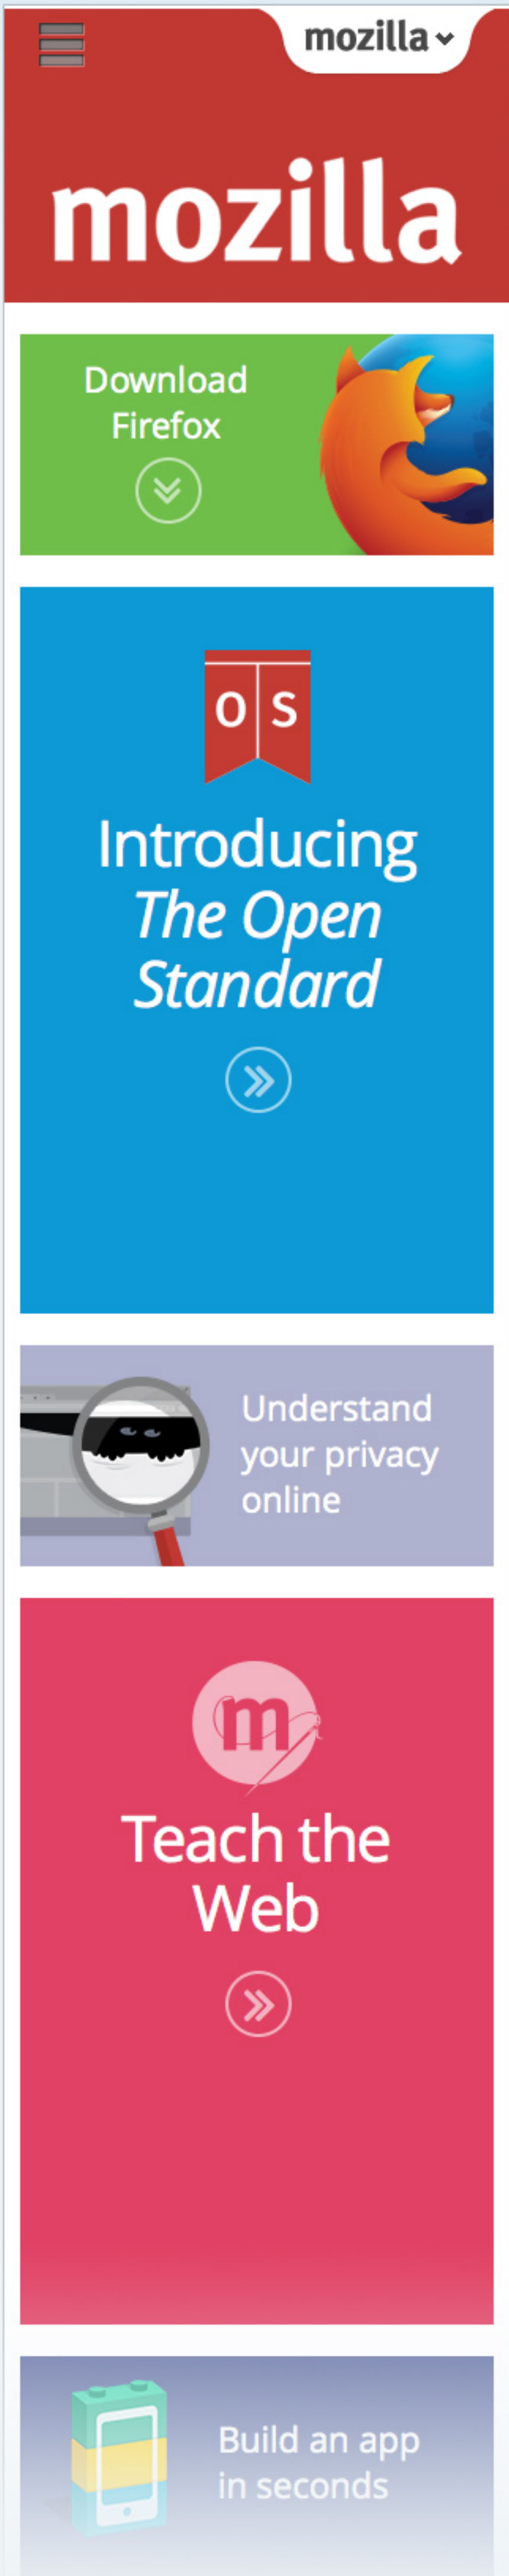 mozilla
mozilla
Download
Firefox
O S
Introducing
The Open
Standard
Understand
your privacy
online
m
Teach the
Web
Build an app
in seconds